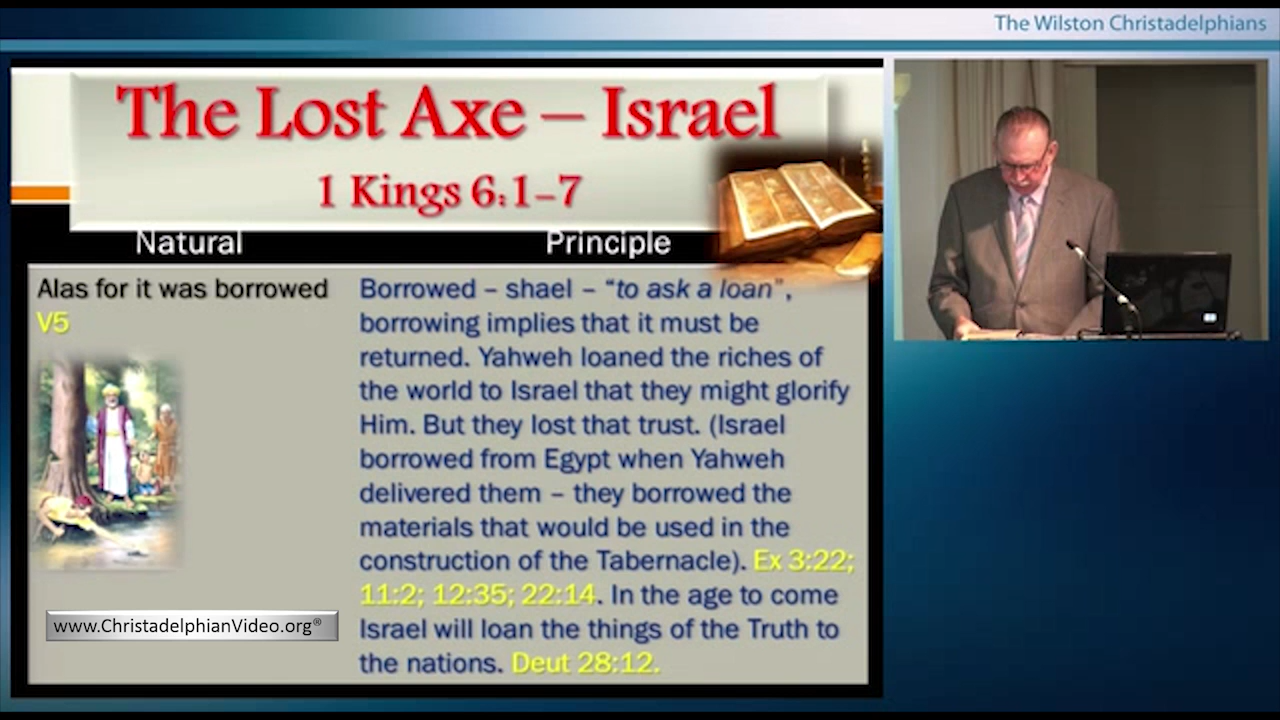 The Wilston Christadelphians
The Lost Axe – Israel
1 Kings 6:1-7
Natural
Principle
Alas for it was borrowed
V5
Borrowed – shael – “to ask a loan”,
borrowing implies that it must be
returned. Yahweh loaned the riches of
the world to Israel that they might glorify
Him. But they lost that trust. (Israel
borrowed from Egypt when Yahweh
delivered them – they borrowed the
materials that would be used in the
construction of the Tabernacle). Ex 3:22;
11:2; 12:35; 22:14. In the age to come
Israel will loan the things of the Truth to
the nations. Deut 28:12.
www.ChristadelphianVideo.org®